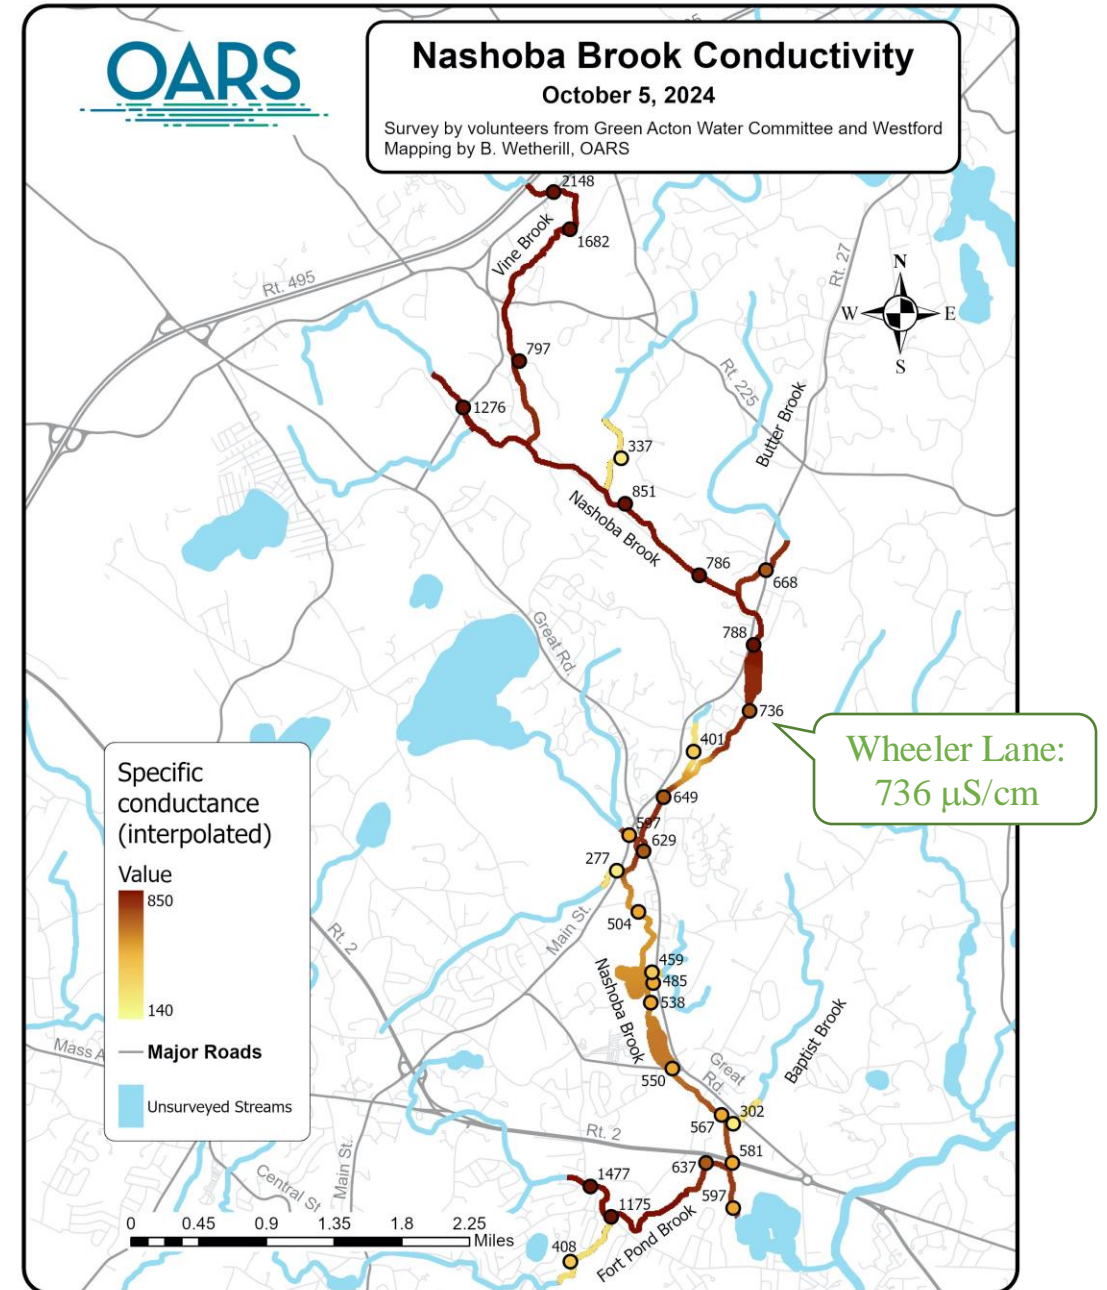 OARS
Nashoba Brook Conductivity
October 5, 2024
Survey by volunteers from Green Acton Water Committee and Westford
Mapping by B. Wetherill, OARS
2148
1682
Vine Brook
Rt. 495
Rt. 27
N
W
E
S
797
1276
Rt. 225
Butter Brook
337
851
Nashoba Brook
786
668
Great Rd.
788
736
401
Wheeler Lane:
736 µS/cm
649
597
629
277
504
Main St.
Rt. 2
459
485
538
Nashoba Brook
550
Great
Rd.
Baptist Brook
302
567
Rt. 2
581
637
597
1477
1175
Fort Pond Brook
408
Specific
conductance
(interpolated)
Value
850
140
Major Roads
Unsurveyed Streams
Mass A
Main St.
Central St
0 0.45 0.9 1.35 1.8 2.25
Miles